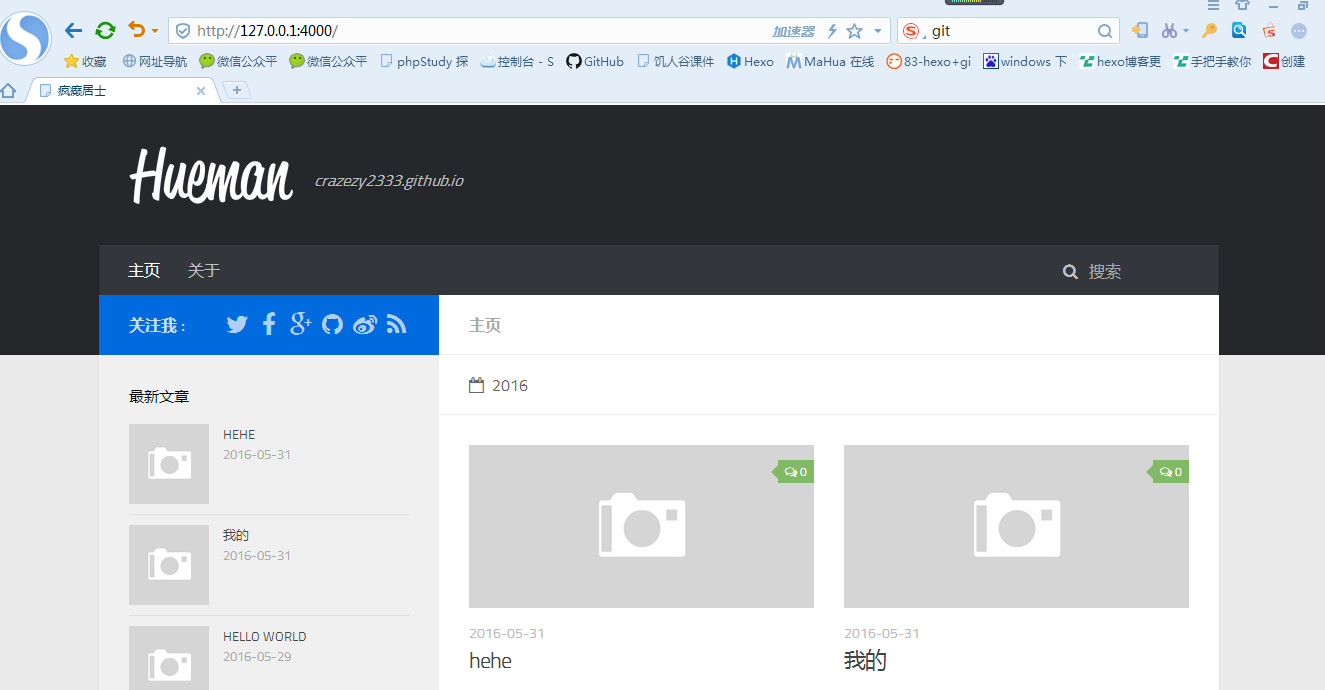 http://127.0.0.1:4000/ 加速器 git
收藏 网址导航 微信公众平 微信公众平 phpStudy 探 控制台 - S GitHub 饥人谷课件 Hexo MaHua 在线 83-hexo+gi windows 下 hexo博客更 手把手教你 创建
疯癫居士
Hueman crazezy2333.github.io
主页 关于 搜索
关注我： 主页
2016
最新文章
HEHE
2016-05-31
我的
2016-05-31
HELLO WORLD
2016-05-29
0 0
2016-05-31 2016-05-31
hehe 我的